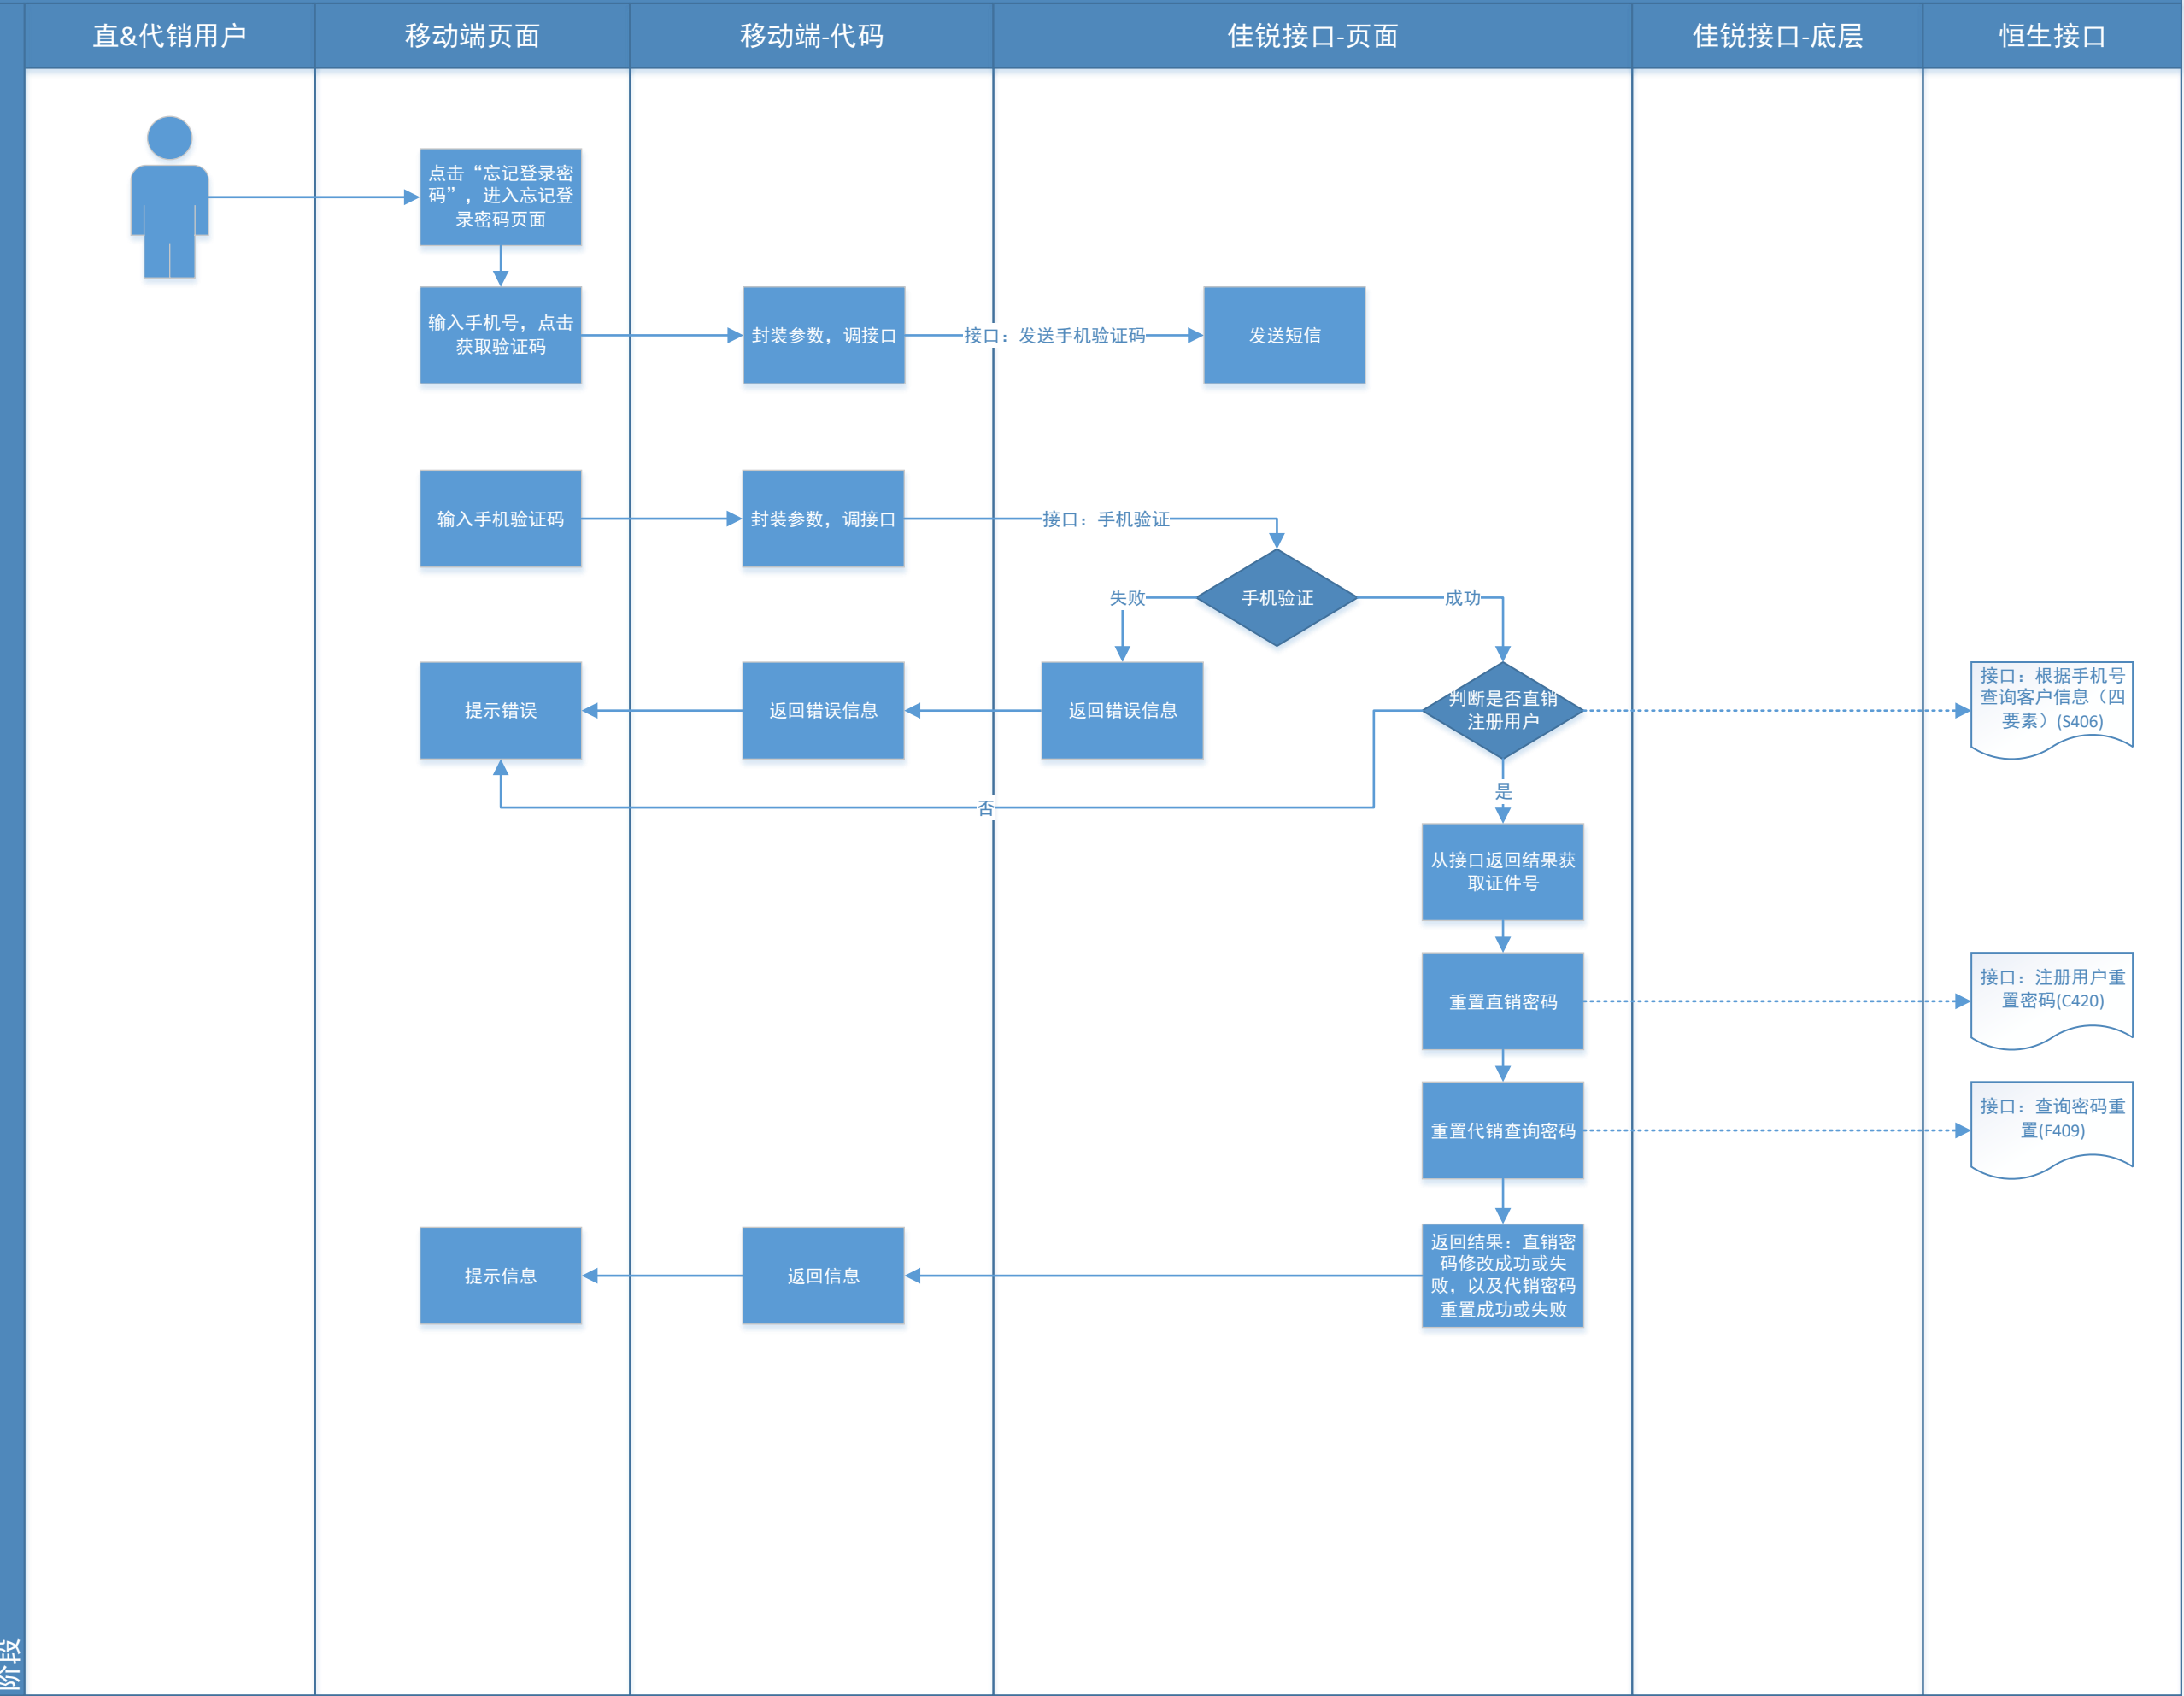 直&代销用户
移动端页面
移动端-代码
佳锐接口-页面
佳锐接口-底层
恒生接口
点击“忘记登录密
码”，进入忘记登
录密码页面
输入手机号，点击
获取验证码
封装参数，调接口
接口：发送手机验证码
发送短信
输入手机验证码
封装参数，调接口
接口：手机验证
手机验证
失败
成功
提示错误
返回错误信息
返回错误信息
判断是否直销
注册用户
接口：根据手机号
查询客户信息（四
要素）(S406)
否
是
从接口返回结果获
取证件号
重置直销密码
接口：注册用户重
置密码(C420)
重置代销查询密码
接口：查询密码重
置(F409)
提示信息
返回信息
返回结果：直销密
码修改成功或失
败，以及代销密码
重置成功或失败
阶段